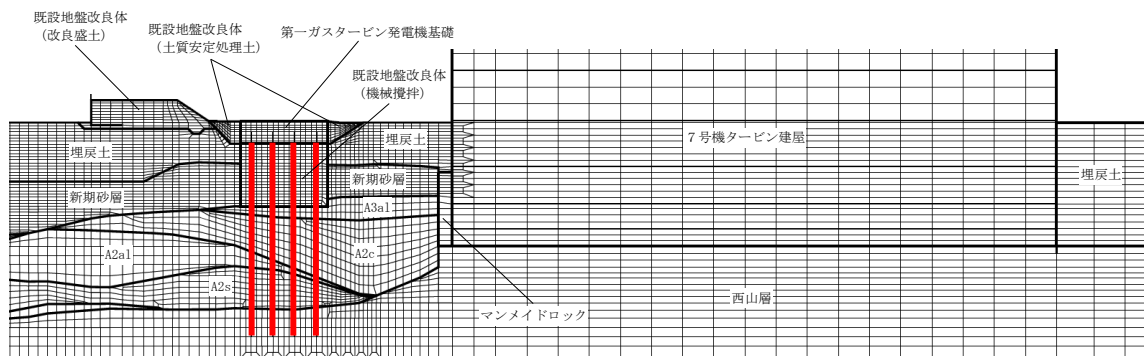 既設地盤改良体
（改良盛土）
既設地盤改良体
（土質安定処理土）
第一ガスタービン発電機基礎
既設地盤改良体
（機械攪拌）
埋戻土
埋戻土
７号機タービン建屋
埋戻土
新期砂層
新期砂層
A3a1
A2a1
A2c
A2s
マンメイドロック
西山層